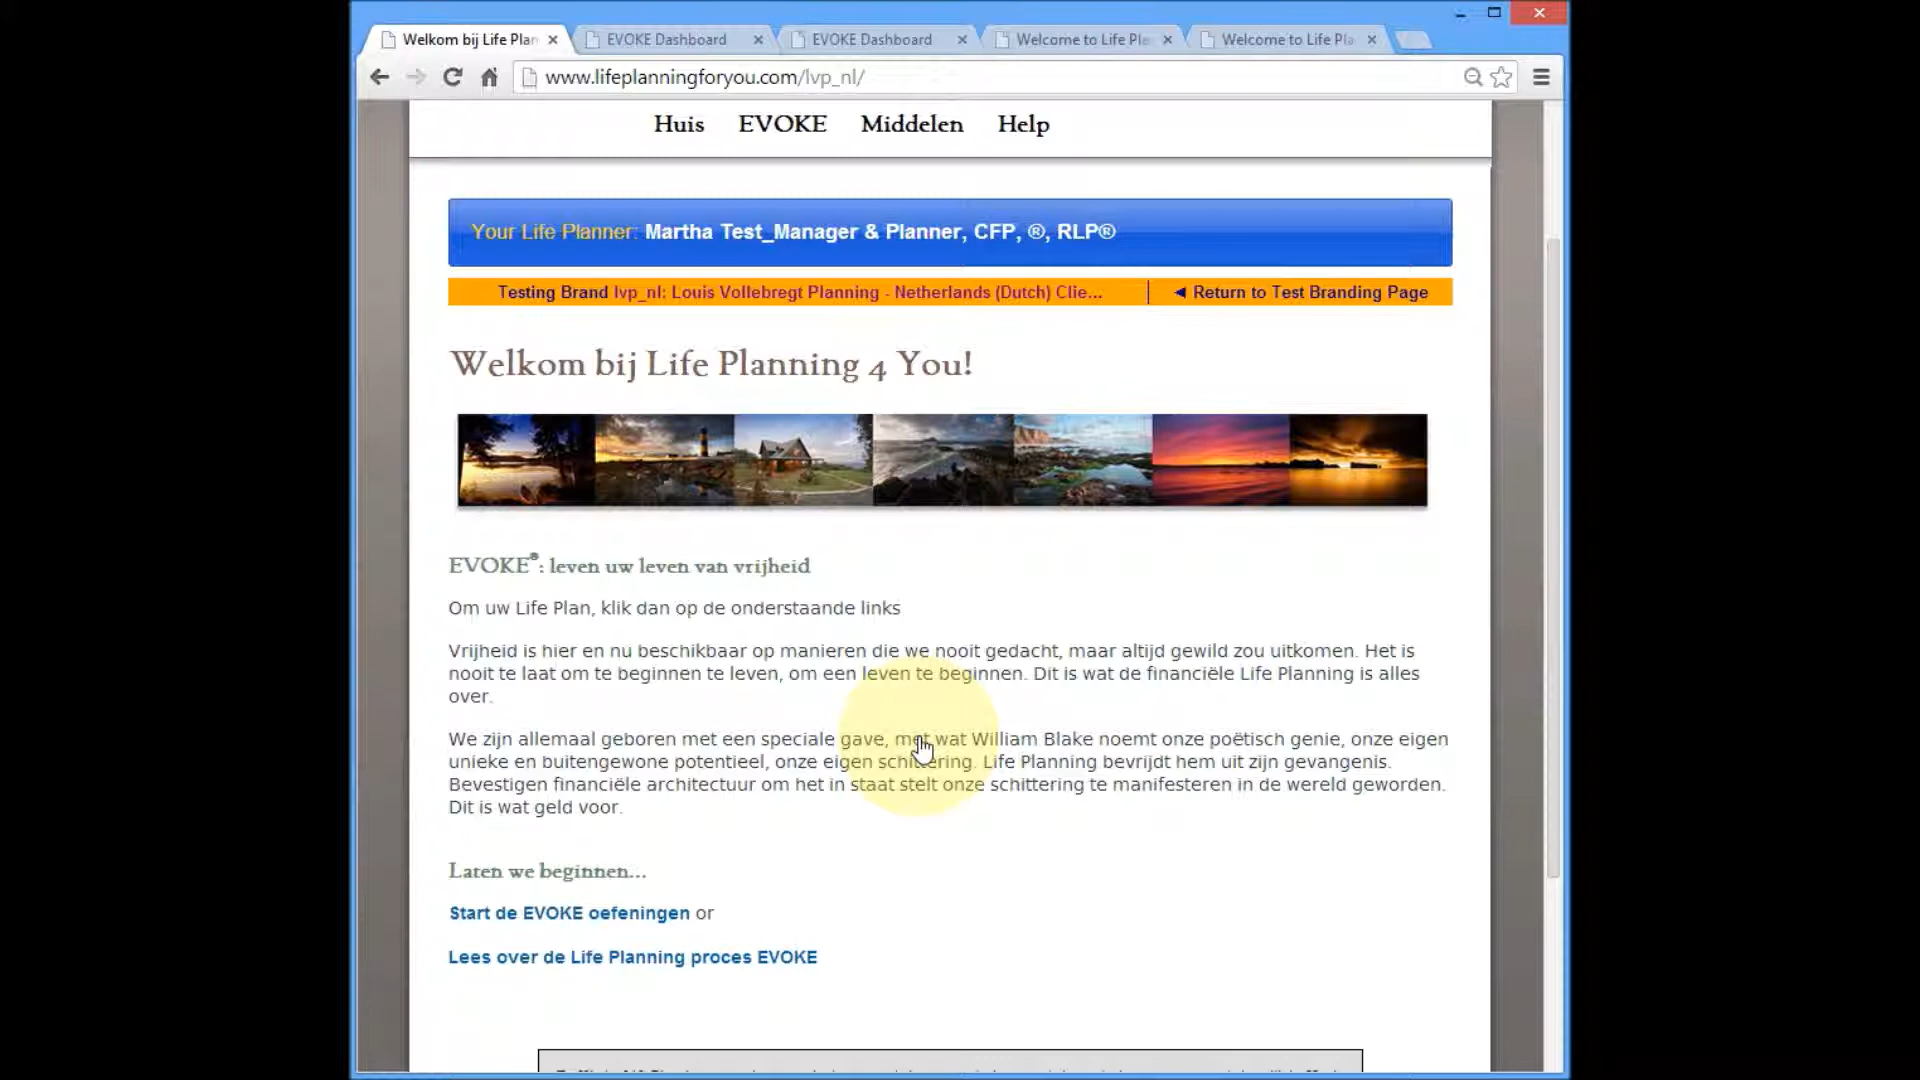 Welkom bij Life Plan
EVOKE Dashboard
EVOKE Dashboard
Welcome to Life Pla
Welcome to Life Pla
www.lifeplanningforyou.com/lvp_nl/
Huis EVOKE Middelen Help
Your Life Planner: Martha Test_Manager & Planner, CFP, ®, RLP®
Testing Brand lvp_nl: Louis Vollebregt Planning - Netherlands (Dutch) Clie...
◄ Return to Test Branding Page
Welkom bij Life Planning 4 You!
EVOKE®: leven uw leven van vrijheid
Om uw Life Plan, klik dan op de onderstaande links
Vrijheid is hier en nu beschikbaar op manieren die we nooit gedacht, maar altijd gewild zou uitkomen. Het is
nooit te laat om te beginnen te leven, om een leven te beginnen. Dit is wat de financiële Life Planning is alles
over.
We zijn allemaal geboren met een speciale gave, met wat William Blake noemt onze poëtisch genie, onze eigen
unieke en buitengewone potentieel, onze eigen schittering. Life Planning bevrijdt hem uit zijn gevangenis.
Bevestigen financiële architectuur om het in staat stelt onze schittering te manifesteren in de wereld geworden.
Dit is wat geld voor.
Laren we beginnen...
Start de EVOKE oefeningen or
Lees over de Life Planning proces EVOKE